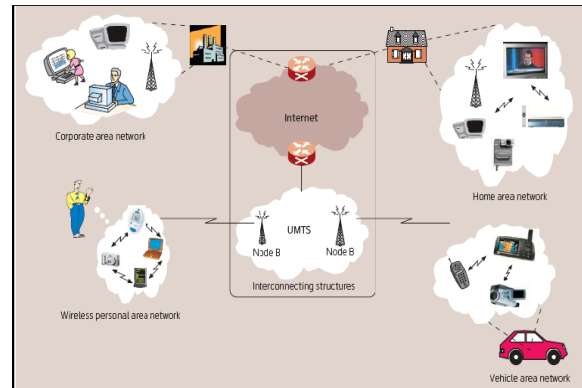 Corporate area network
Internet
Home area network
UMTS
Node B
Node B
Interconnecting structures
Wireless personal area network
Vehicle area network